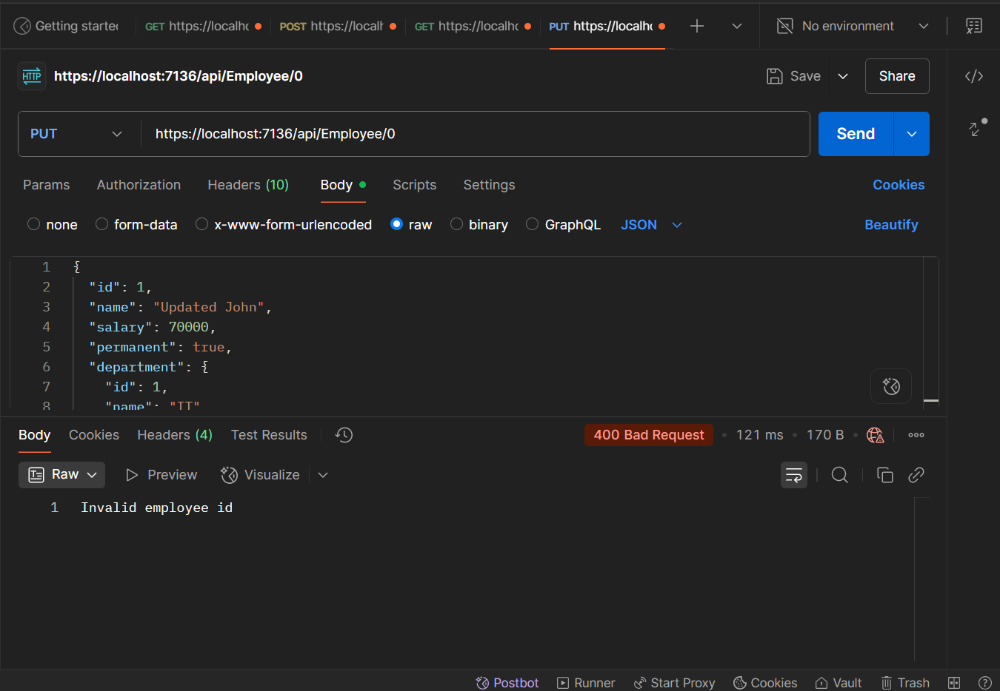 Getting started GET https://localho POST https://localh GET https://localho PUT https://localho No environment
HTTP https://localhost:7136/api/Employee/0 Save Share
PUT https://localhost:7136/api/Employee/0 Send
Params Authorization Headers (10) Body Scripts Settings Cookies
none form-data x-www-form-urlencoded raw binary GraphQL JSON Beautify
1 {
2 "id": 1,
3 "name": "Updated John",
4 "salary": 70000,
5 "permanent": true,
6 "department": {
7 "id": 1,
8 "name": "IT"
Body Cookies Headers (4) Test Results 400 Bad Request 121 ms 170 B
Raw Preview Visualize
1 Invalid employee id
Postbot Runner Start Proxy Cookies Vault Trash